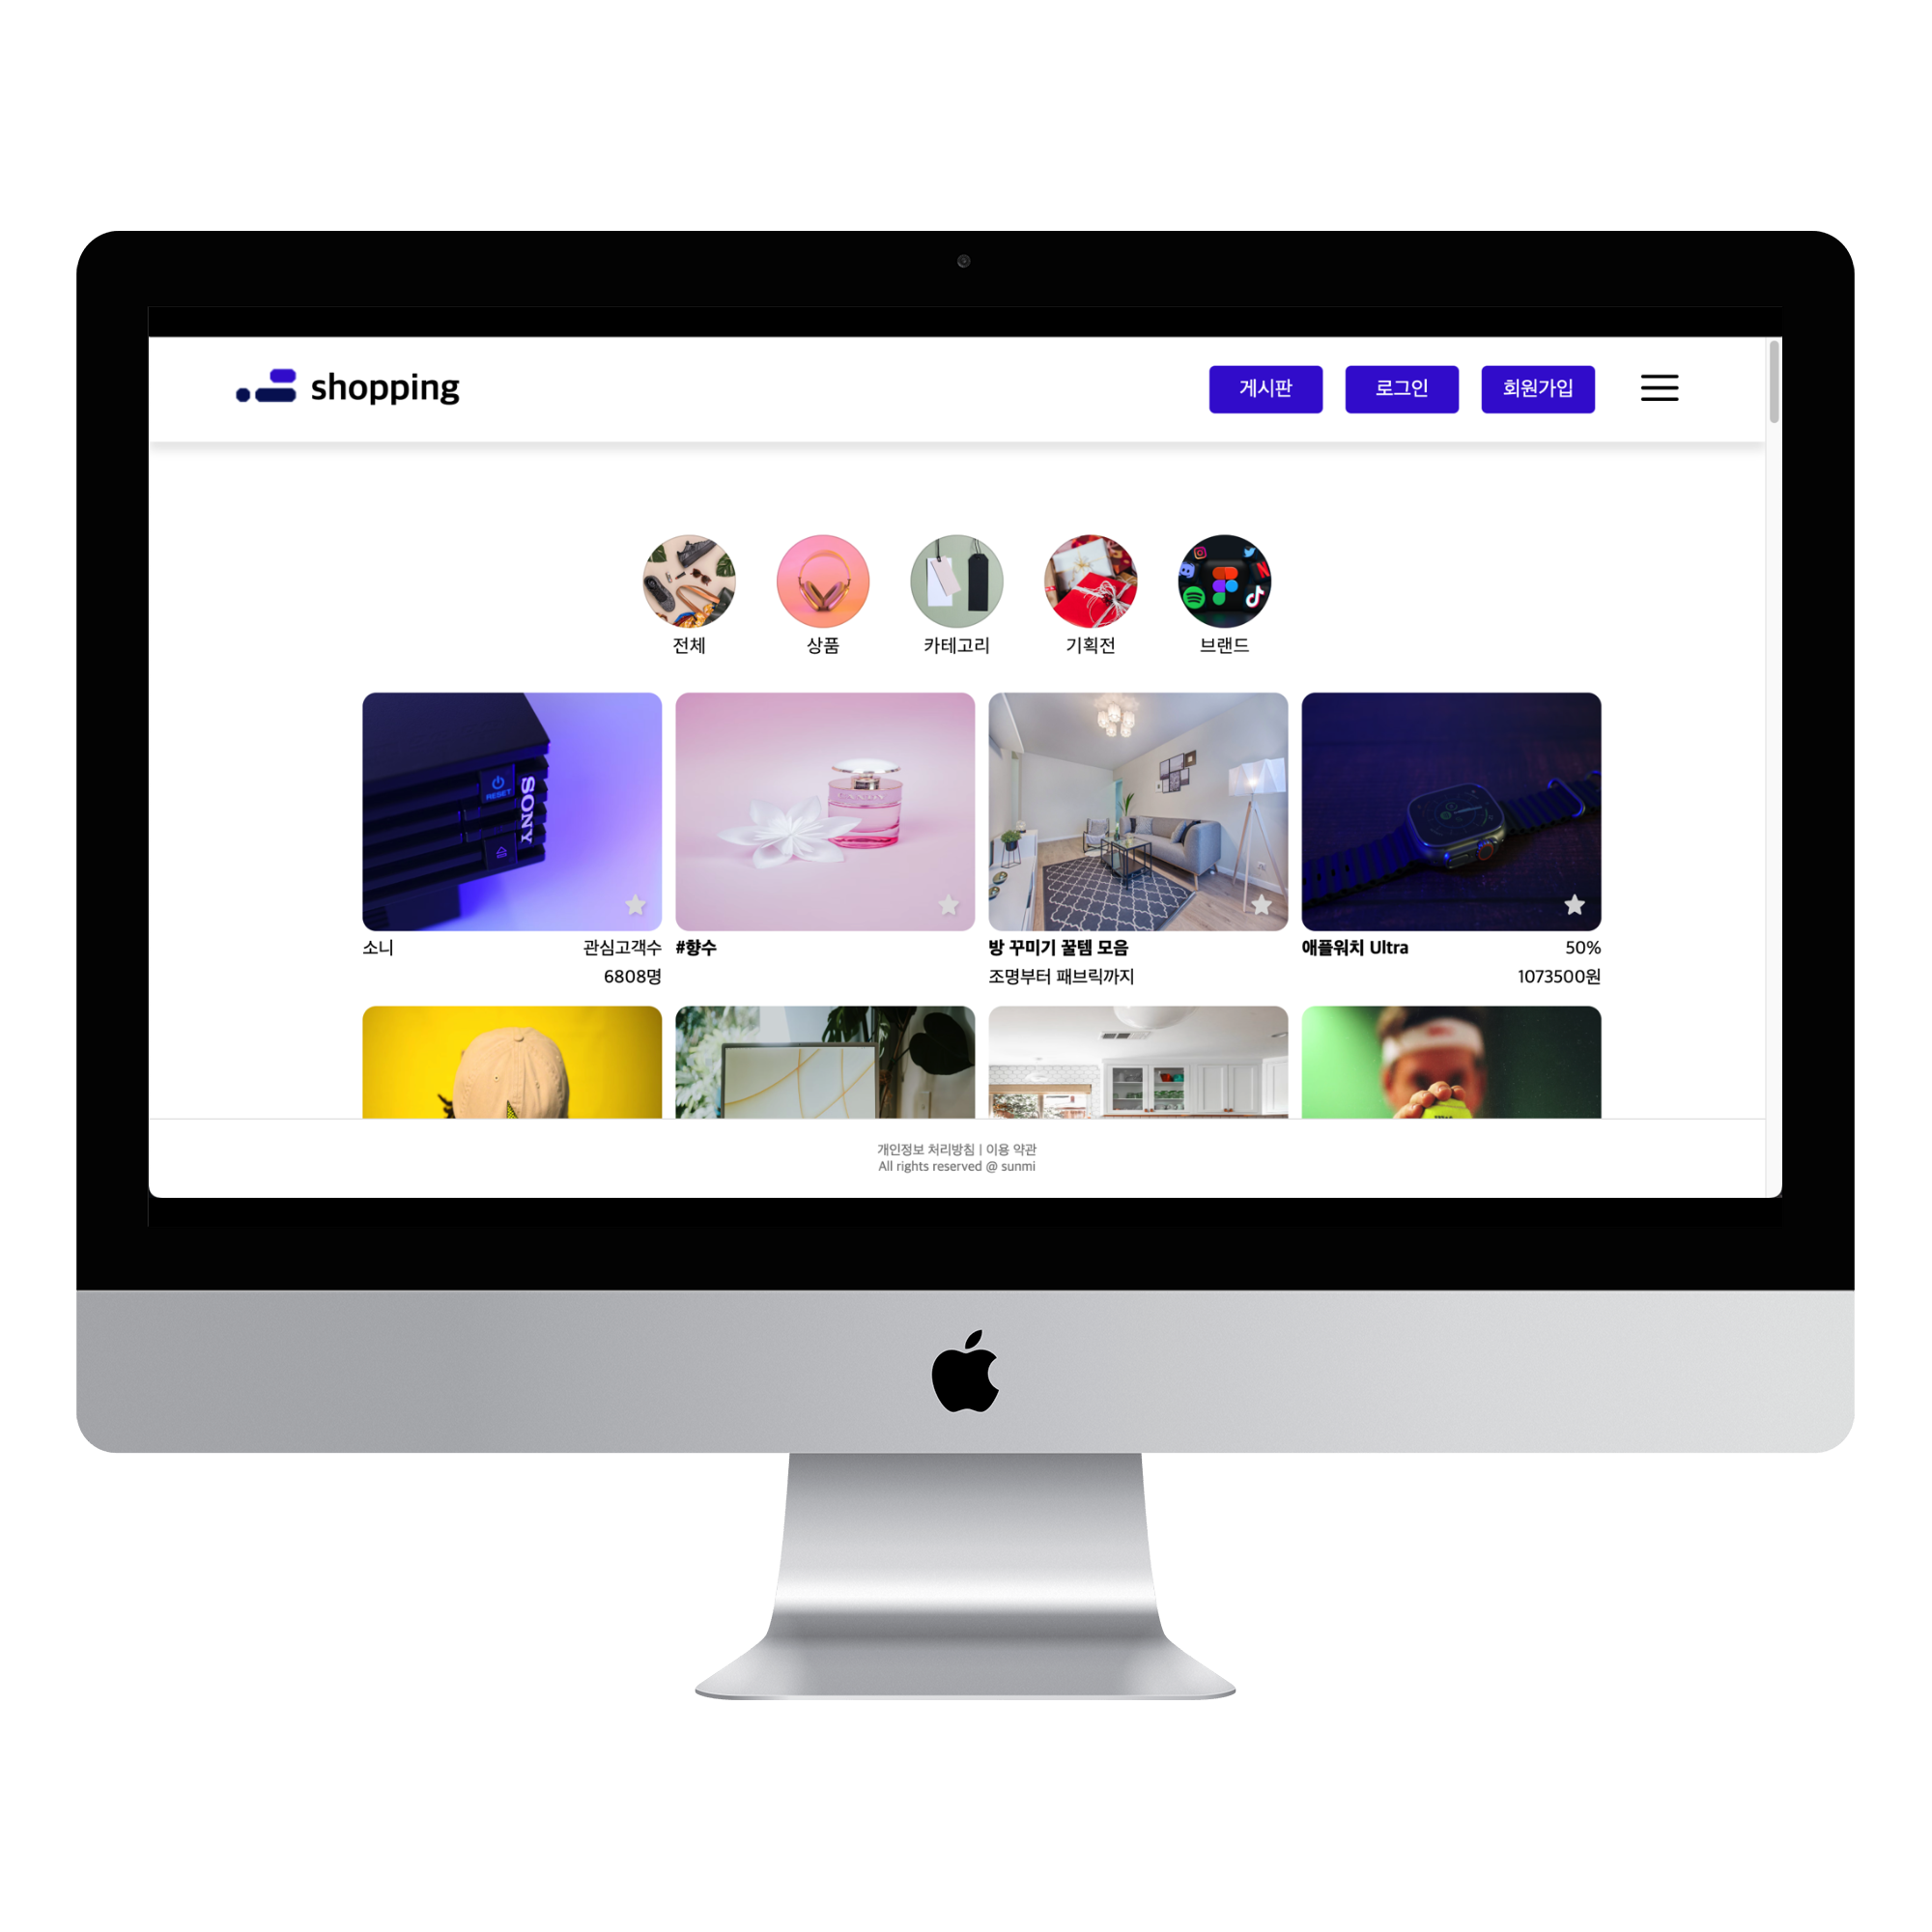 shopping
게시판
로그인
회원가입
전체
상품
카테고리
기획전
브랜드
RESET
SONY
소니
관심고객수
6808명
#향수
방 꾸미기 꿀템 모음
조명부터 패브릭까지
애플워치 Ultra
50%
1073500원
개인정보 처리방침 | 이용 약관
All rights reserved @ sunmi